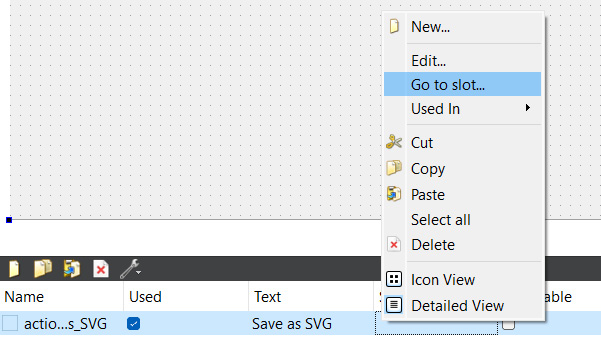 New...
Edit...
Go to slot...
Used In
Cut
Copy
Paste
Select all
Delete
Icon View
Detailed View
Name Used Text S able
actio...s_SVG Save as SVG